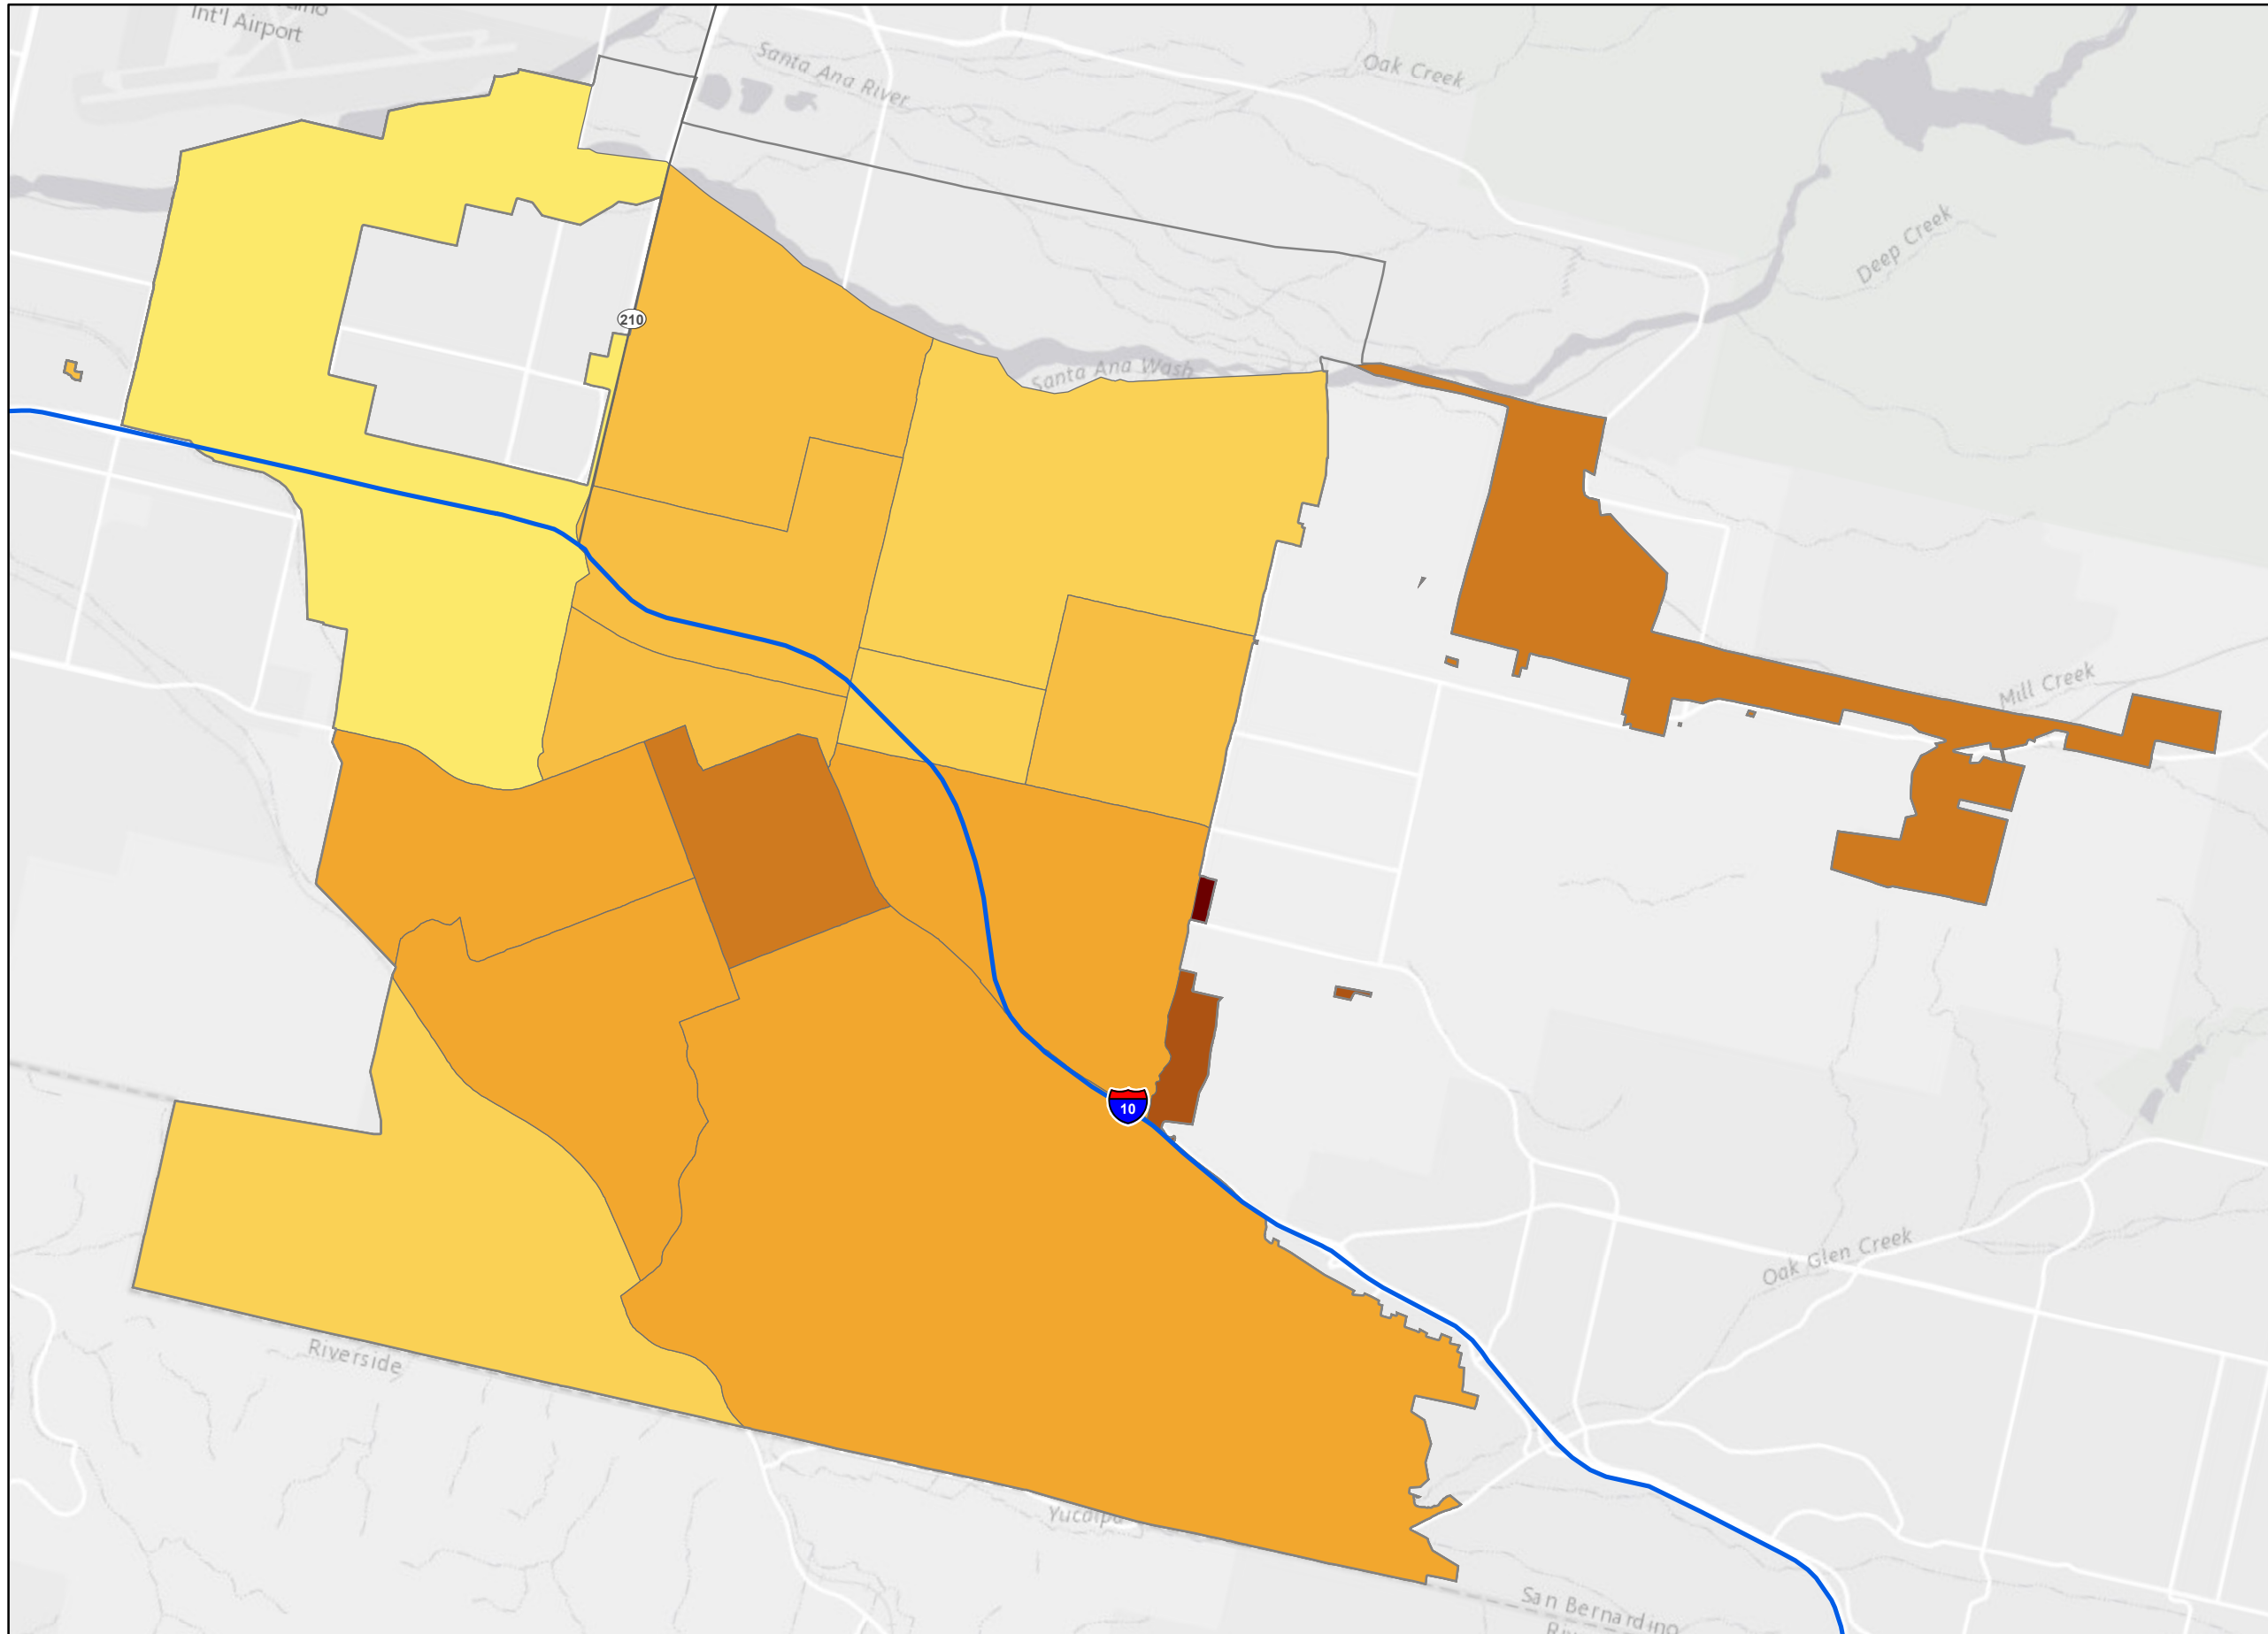 Int'l Airport
Santa Ana River
Oak Creek
Deep Creek
210
Santa Ana Wash
Mill Creek
10
Oak Glen Creek
Riverside
Yucaipa
San Bernardino